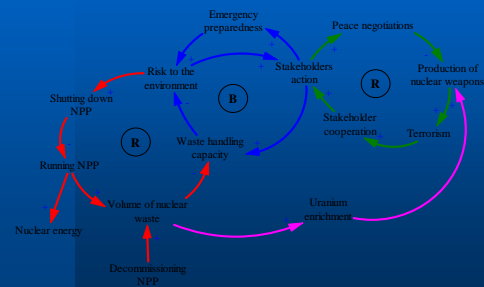 Emergency
preparedness
Peace negotiations
Stakeholders
action
Risk to the
environment
Production of
nuclear weapons
B
R
Shutting down
NPP
Stakeholder
cooperation
Terrorism
R
Waste handling
capacity
Running NPP
Volume of nuclear
waste
Uranium
enrichment
Nuclear energy
Decommissioning
NPP